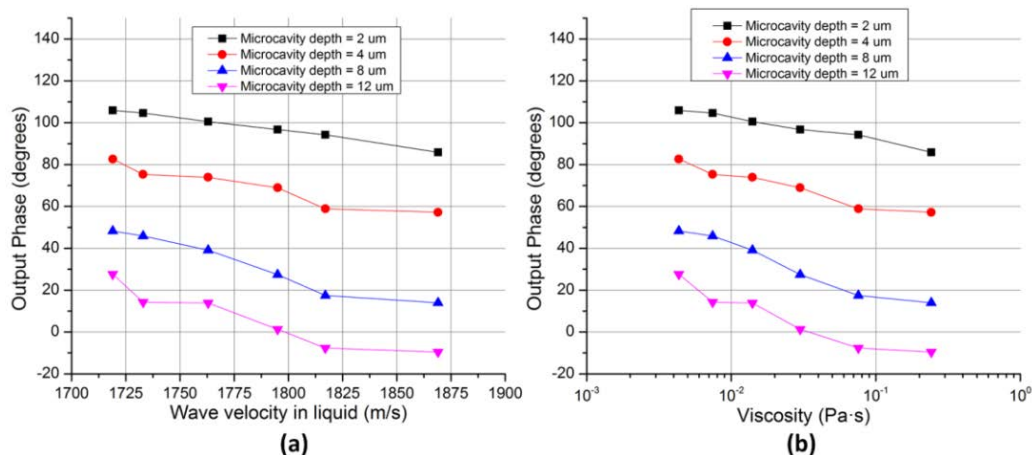 Microcavity depth = 2 um
Microcavity depth = 4 um
Microcavity depth = 8 um
Microcavity depth = 12 um
140
120
100
80
60
40
20
0
-20
Output Phase (degrees)
1700 1725 1750 1775 1800 1825 1850 1875 1900
Wave velocity in liquid (m/s)
(a)
Microcavity depth = 2 um
Microcavity depth = 4 um
Microcavity depth = 8 um
Microcavity depth = 12 um
140
120
100
80
60
40
20
0
-20
Output Phase (degrees)
10⁻³ 10⁻² 10⁻¹ 10⁰
Viscosity (Pa·s)
(b)